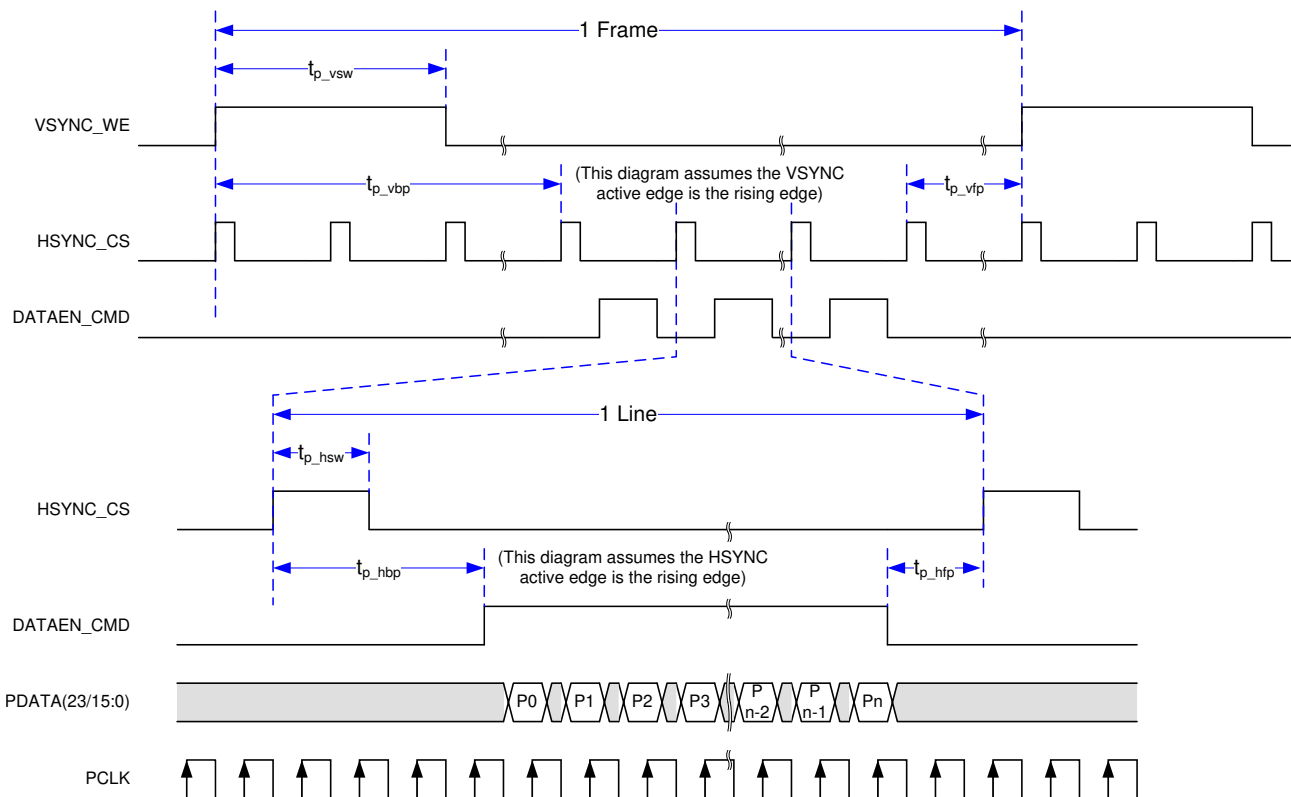 1 Frame
tp_vsw
VSYNC_WE
(This diagram assumes the VSYNC
active edge is the rising edge)
tp_vbp
tp_vfp
HSYNC_CS
DATAEN_CMD
1 Line
tp_hsw
HSYNC_CS
(This diagram assumes the HSYNC
active edge is the rising edge)
tp_hbp
tp_hfp
DATAEN_CMD
PDATA(23/15:0)
P0
P1
P2
P3
P
n-2
P
n-1
Pn
PCLK